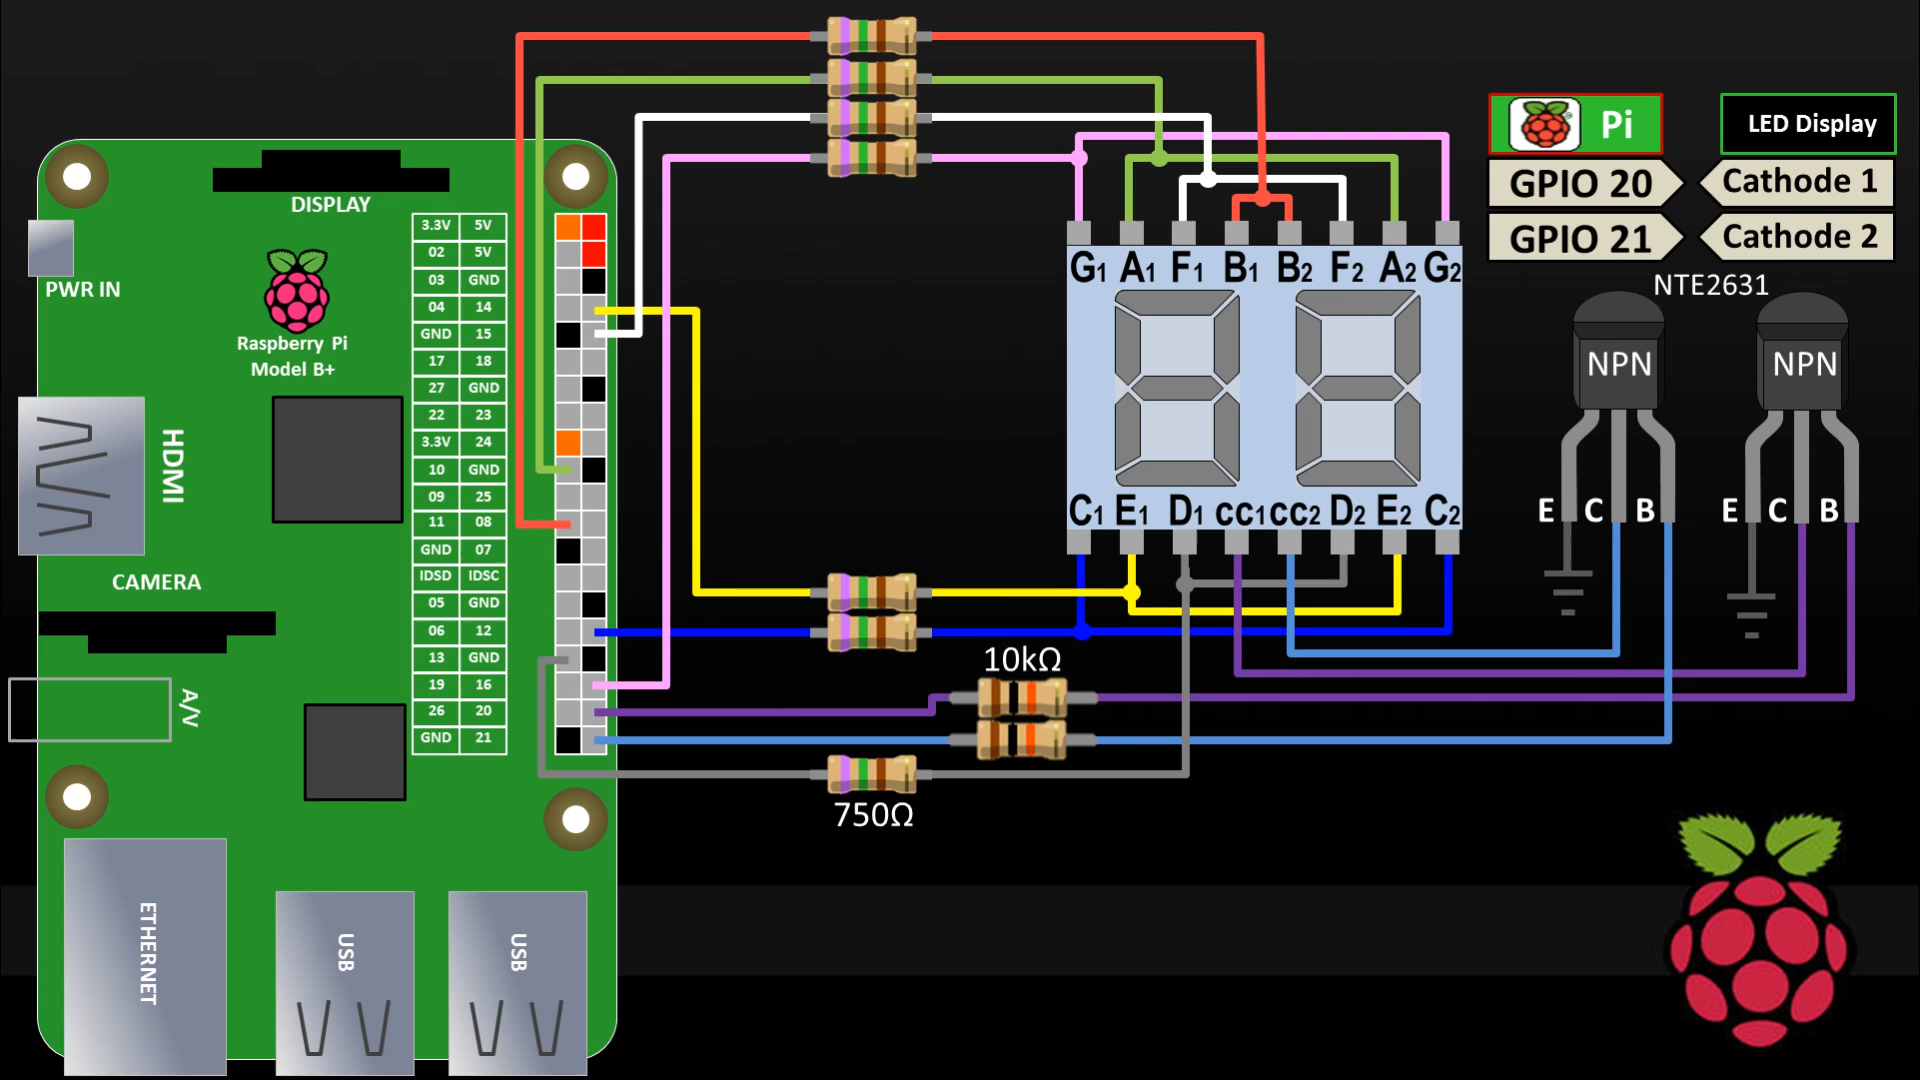 DISPLAY
PWR IN
Raspberry Pi
Model B+
HDMI
CAMERA
A/V
ETHERNET
USB
USB
3.3V 5V
02 5V
03 GND
04 14
GND 15
17 18
27 GND
22 23
3.3V 24
10 GND
09 25
11 08
GND 07
IDSD IDSC
05 GND
06 12
13 GND
19 16
26 20
GND 21
G1 A1 F1 B1 B2 F2 A2 G2
C1 E1 D1 cc1 cc2 D2 E2 C2
10kΩ
750Ω
Pi
LED Display
GPIO 20
Cathode 1
GPIO 21
Cathode 2
NTE2631
NPN
NPN
E C B
E C B